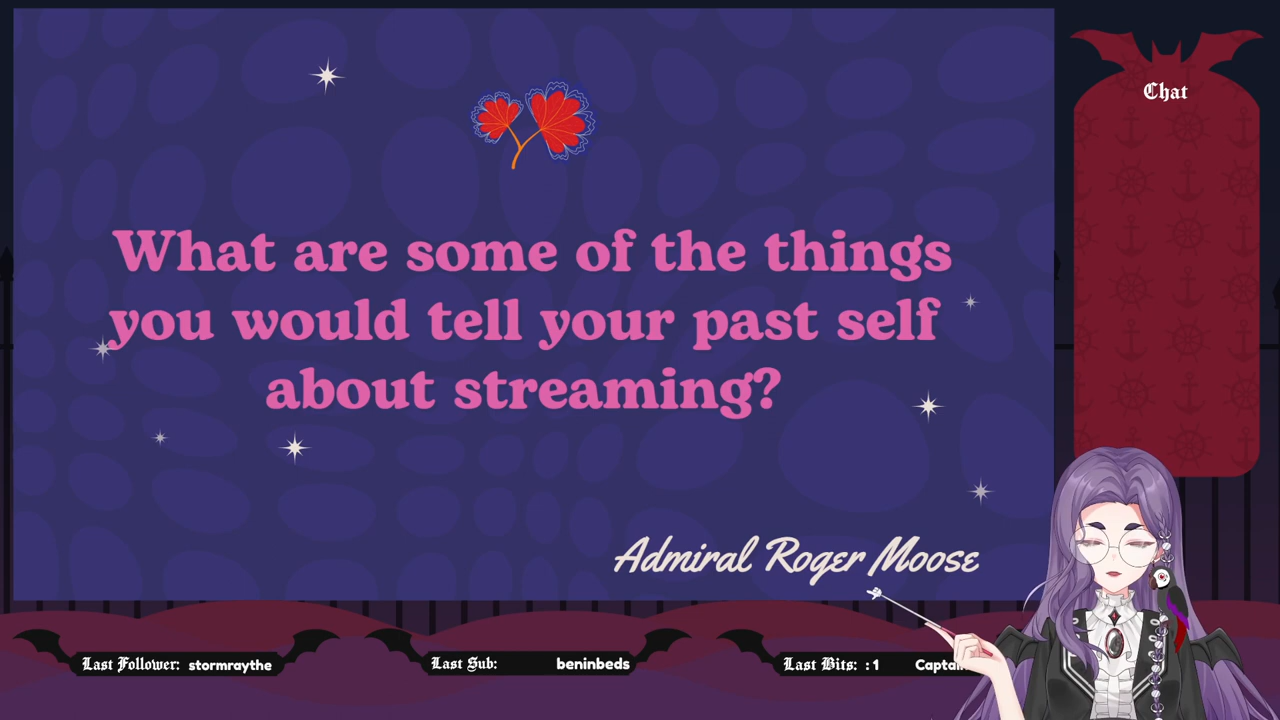 Chat
What are some of the things
you would tell your past self
about streaming?
Admiral Roger Moose
Last Follower: stormraythe
Last Sub: beninbeds
Last Bits: : 1